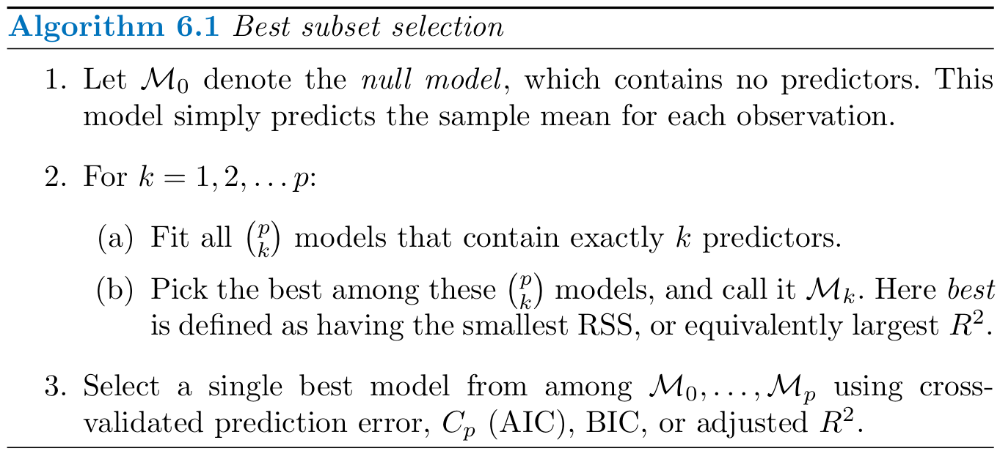 Algorithm 6.1 Best subset selection
1. Let $\mathcal{M}_0$ denote the null model, which contains no predictors. This
model simply predicts the sample mean for each observation.
2. For $k = 1, 2, \ldots p$:
(a) Fit all $\binom{p}{k}$ models that contain exactly $k$ predictors.
(b) Pick the best among these $\binom{p}{k}$ models, and call it $\mathcal{M}_k$. Here best
is defined as having the smallest RSS, or equivalently largest $R^2$.
3. Select a single best model from among $\mathcal{M}_0, \ldots, \mathcal{M}_p$ using cross-
validated prediction error, $C_p$ (AIC), BIC, or adjusted $R^2$.